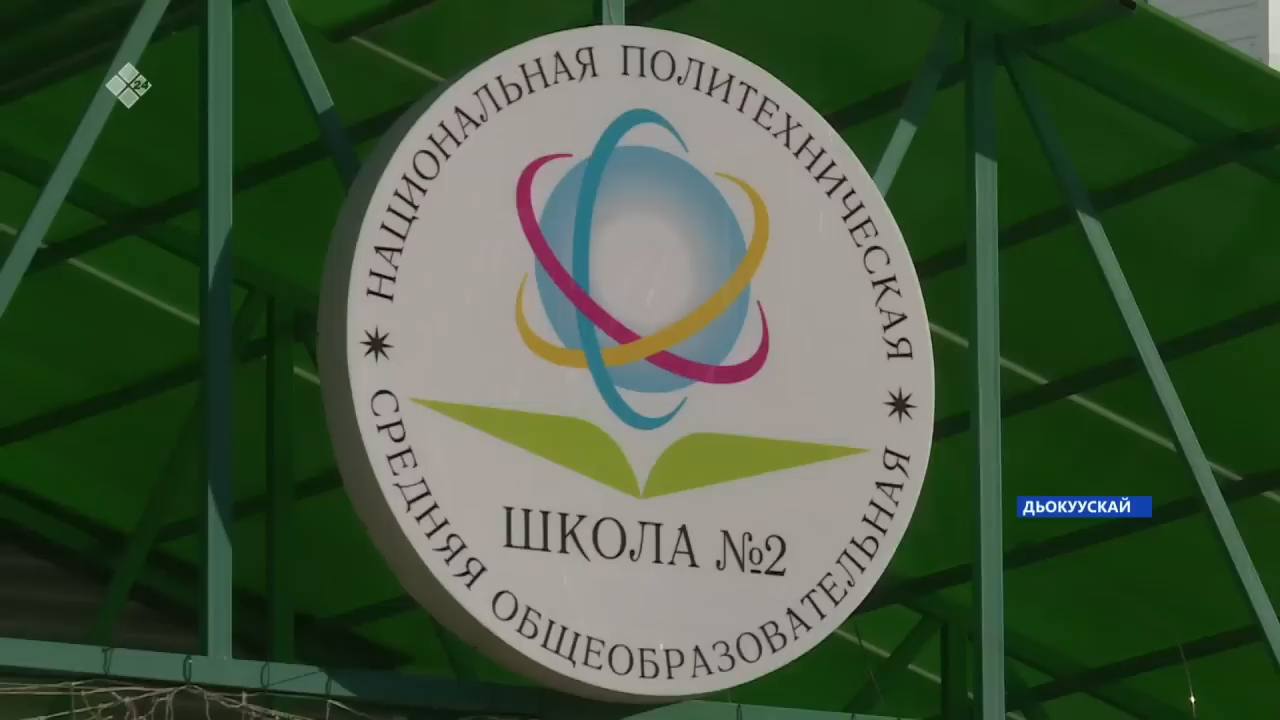 НАЦИОНАЛЬНАЯ ПОЛИТЕХНИЧЕСКАЯ
СРЕДНЯЯ ОБЩЕОБРАЗОВАТЕЛЬНАЯ
ШКОЛА №2
ДЬОКУУСКАЙ